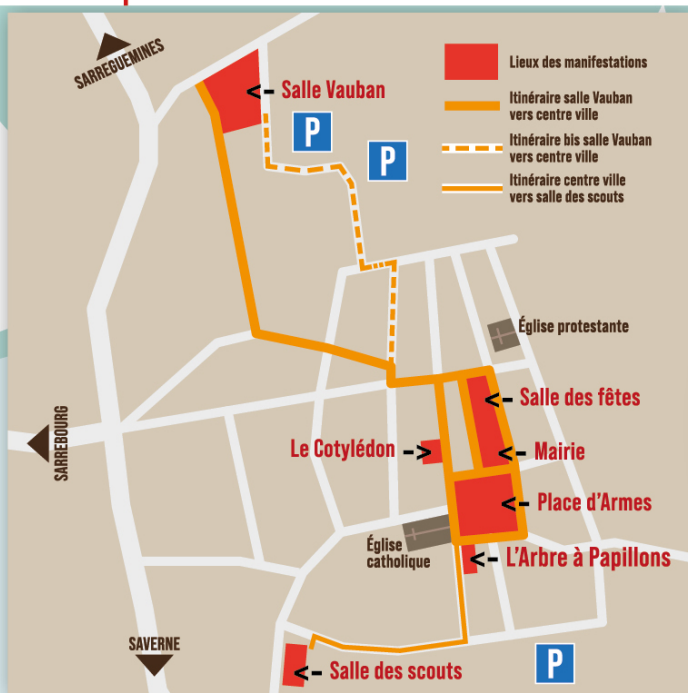 SARREGUEMINES
Salle Vauban
P
P
Lieux des manifestations
Itinéraire salle Vauban
vers centre ville
Itinéraire bis salle Vauban
vers centre ville
Itinéraire centre ville
vers salle des scouts
Église protestante
SARREBOURG
Salle des fêtes
Le Cotylédon
Mairie
Place d'Armes
Église
catholique
L'Arbre à Papillons
SAVERNE
Salle des scouts
P